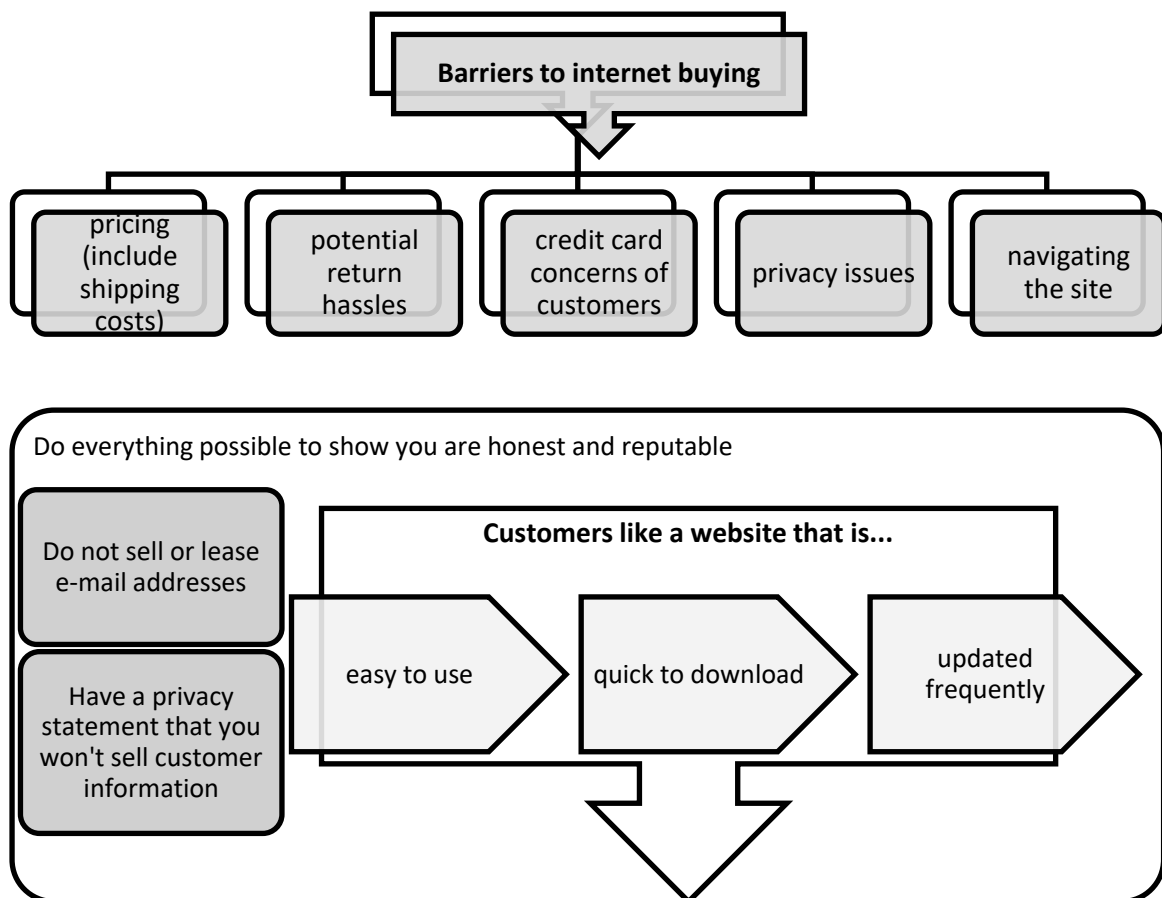 Barriers to internet buying
pricing
(include
shipping
costs)
potential
return
hassles
credit card
concerns of
customers
privacy issues
navigating
the site
Do everything possible to show you are honest and reputable
Do not sell or lease
e-mail addresses
Have a privacy
statement that you
won't sell customer
information
Customers like a website that is...
easy to use
quick to download
updated
frequently